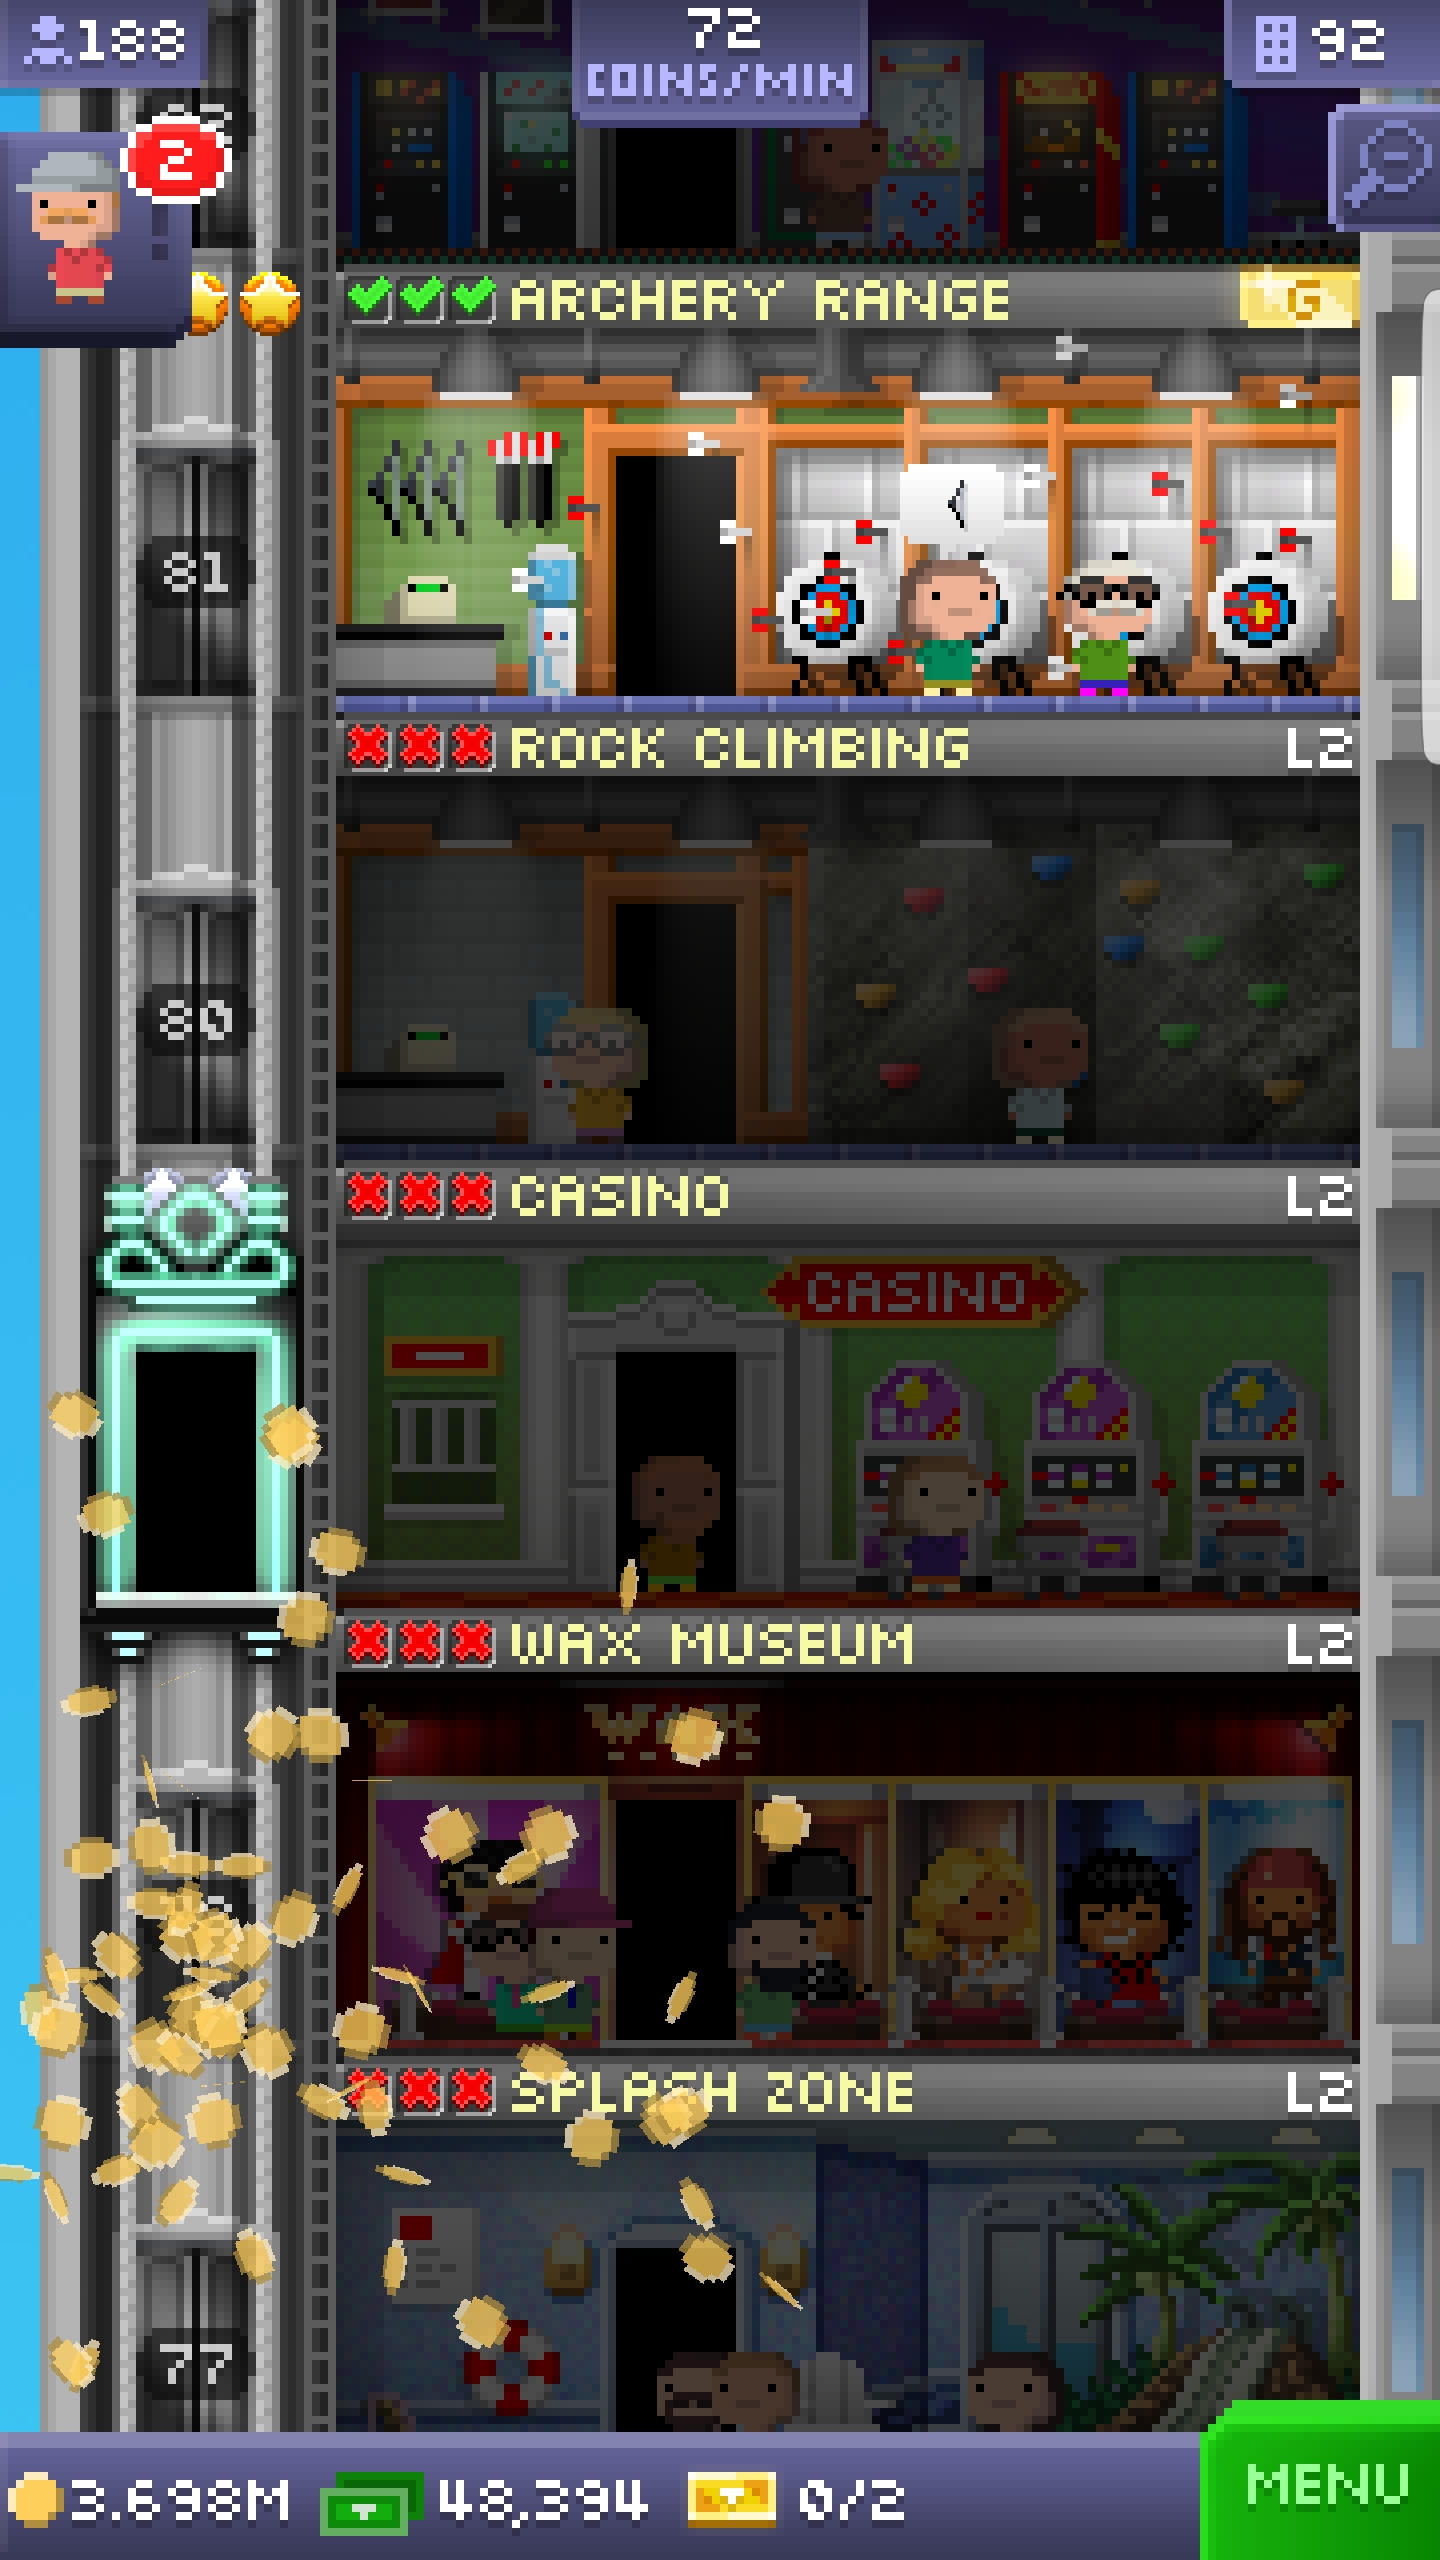 188
72
COINS/MIN
92
2
ARCHERY RANGE
G
81
ROCK CLIMBING
L2
80
CASINO
L2
CASINO
WAX MUSEUM
L2
WAX
SPLASH ZONE
L2
77
3.698M
48,394
0/2
MENU